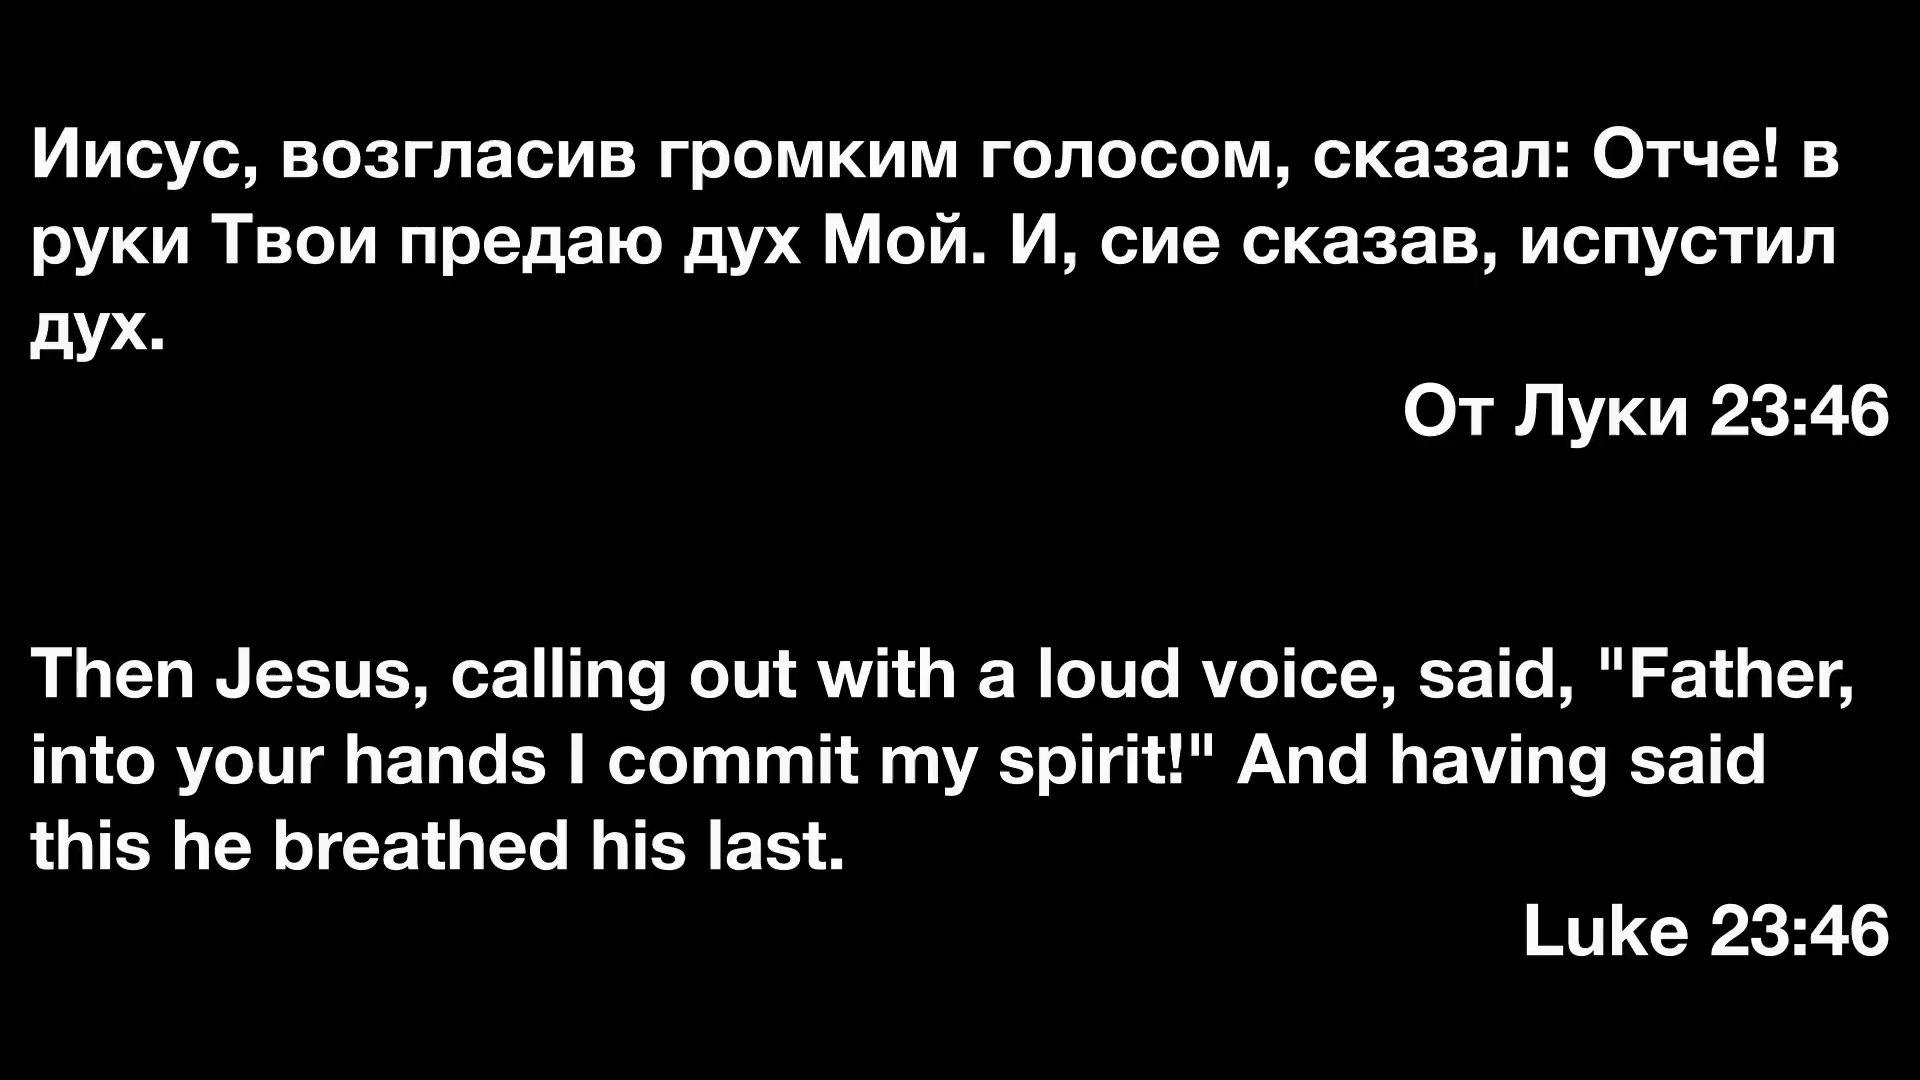 Иисус, возгласив громким голосом, сказал: Отче! в
руки Твои предаю дух Мой. И, сие сказав, испустил
дух.
От Луки 23:46
Then Jesus, calling out with a loud voice, said, "Father,
into your hands I commit my spirit!" And having said
this he breathed his last.
Luke 23:46